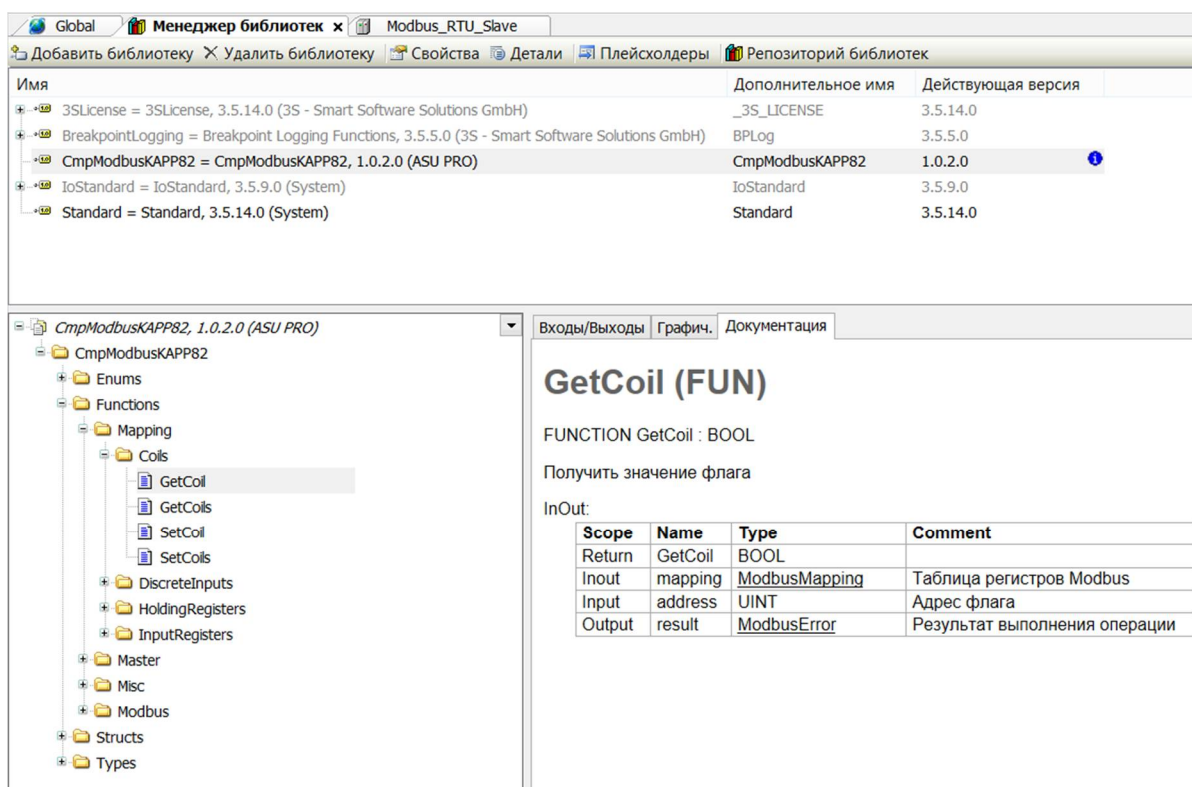 Global Менеджер библиотек x Modbus_RTU_Slave
Добавить библиотеку Удалить библиотеку Свойства Детали Плейсхолдеры Репозиторий библиотек
Имя Дополнительное имя Действующая версия
3SLicense = 3SLicense, 3.5.14.0 (3S - Smart Software Solutions GmbH) _3S_LICENSE 3.5.14.0
BreakpointLogging = Breakpoint Logging Functions, 3.5.5.0 (3S - Smart Software Solutions GmbH) BPLog 3.5.5.0
CmpModbusKAPP82 = CmpModbusKAPP82, 1.0.2.0 (ASU PRO) CmpModbusKAPP82 1.0.2.0
IoStandard = IoStandard, 3.5.9.0 (System) IoStandard 3.5.9.0
Standard = Standard, 3.5.14.0 (System) Standard 3.5.14.0
CmpModbusKAPP82, 1.0.2.0 (ASU PRO)
CmpModbusKAPP82
Enums
Functions
Mapping
Coils
GetCoil
GetCoils
SetCoil
SetCoils
DiscreteInputs
HoldingRegisters
InputRegisters
Master
Misc
Modbus
Structs
Types
Входы/Выходы Графич. Документация
GetCoil (FUN)
FUNCTION GetCoil : BOOL
Получить значение флага
InOut:
Scope Name Type Comment
Return GetCoil BOOL
Inout mapping ModbusMapping Таблица регистров Modbus
Input address UINT Адрес флага
Output result ModbusError Результат выполнения операции